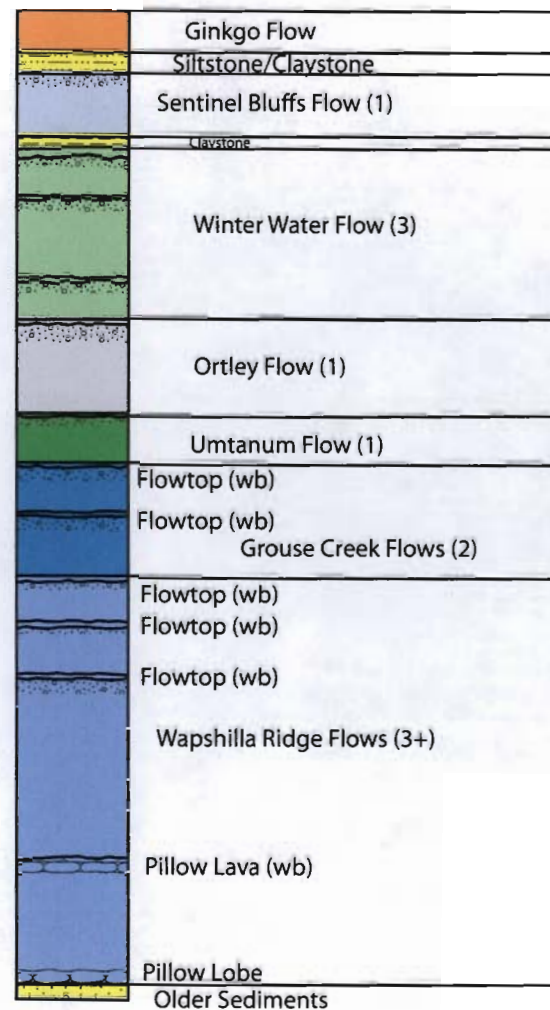 Ginkgo Flow
Siltstone/Claystone
Sentinel Bluffs Flow (1)
Claystone
Winter Water Flow (3)
Ortley Flow (1)
Umtanum Flow (1)
Flowtop (wb)
Flowtop (wb)
Grouse Creek Flows (2)
Flowtop (wb)
Flowtop (wb)
Flowtop (wb)
Wapshilla Ridge Flows (3+)
Pillow Lava (wb)
Pillow Lobe
Older Sediments